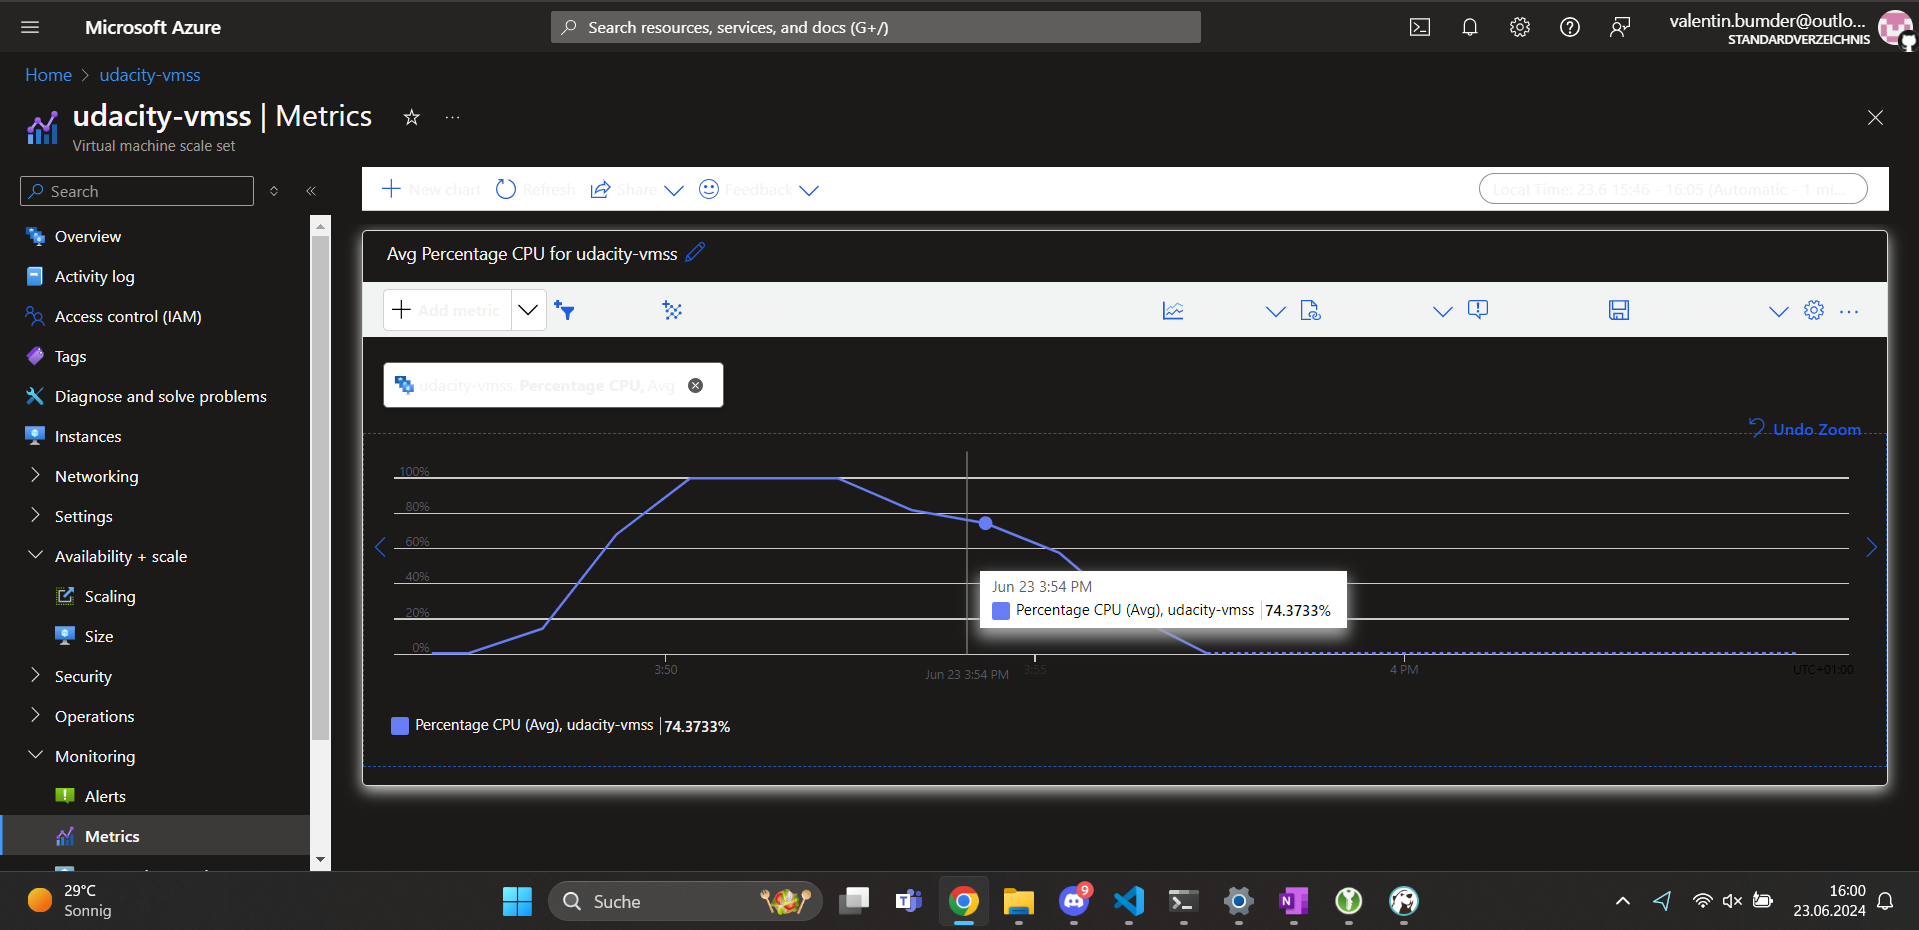 Microsoft Azure
Search resources, services, and docs (G+/)
valentin.bumder@outlo...
STANDARDVERZEICHNIS
Home > udacity-vmss
udacity-vmss | Metrics
Virtual machine scale set
Search
Overview
Activity log
Access control (IAM)
Tags
Diagnose and solve problems
Instances
Networking
Settings
Availability + scale
Scaling
Size
Security
Operations
Monitoring
Alerts
Metrics
New chart
Refresh
Share
Feedback
Local Time: 23.6 15:46 - 16:05 (Automatic - 1 mi...
Avg Percentage CPU for udacity-vmss
Add metric
udacity-vmss, Percentage CPU, Avg
Undo Zoom
100%
80%
60%
40%
20%
0%
Jun 23 3:54 PM
Percentage CPU (Avg), udacity-vmss 74.3733%
3:50
Jun 23 3:54 PM
3:55
4 PM
UTC+01:00
Percentage CPU (Avg), udacity-vmss 74.3733%
29°C
Sonnig
Suche
9
16:00
23.06.2024